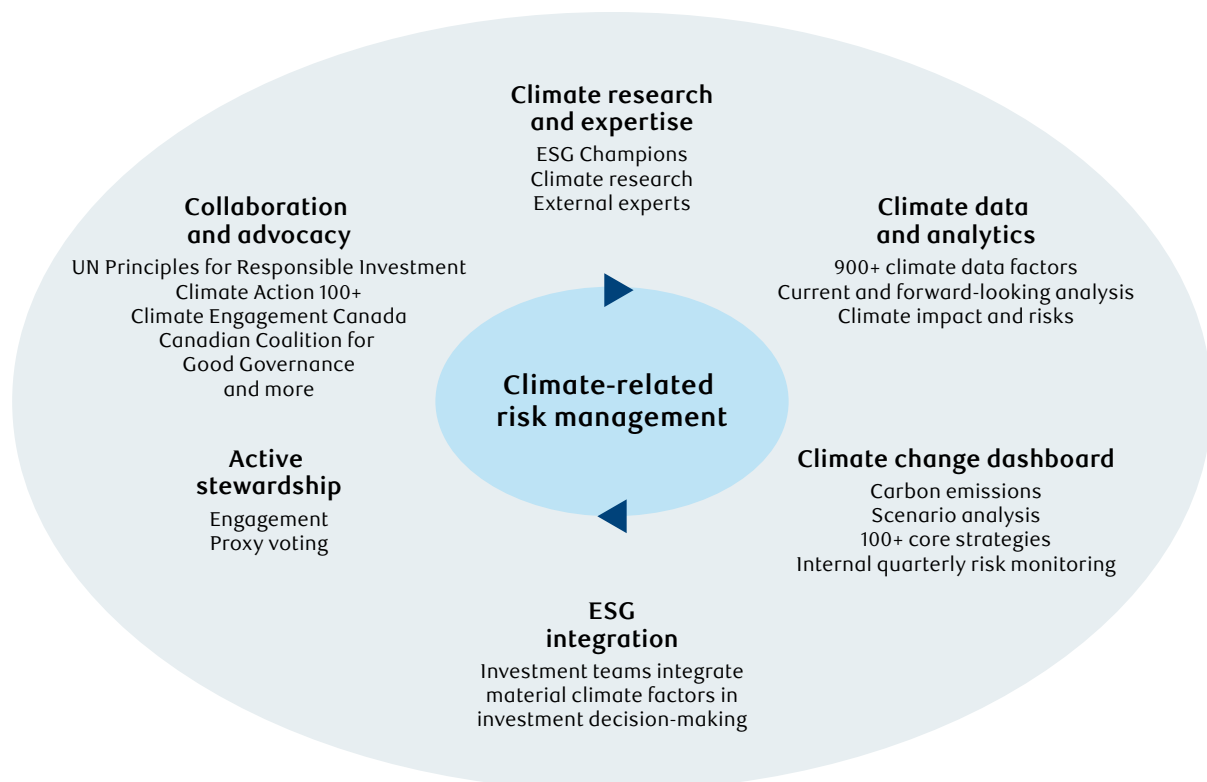 Climate research
and expertise
ESG Champions
Climate research
External experts
Climate data
and analytics
900+ climate data factors
Current and forward-looking analysis
Climate impact and risks
Climate change dashboard
Carbon emissions
Scenario analysis
100+ core strategies
Internal quarterly risk monitoring
ESG
integration
Investment teams integrate
material climate factors in
investment decision-making
Active
stewardship
Engagement
Proxy voting
Collaboration
and advocacy
UN Principles for Responsible Investment
Climate Action 100+
Climate Engagement Canada
Canadian Coalition for
Good Governance
and more
Climate-related
risk management